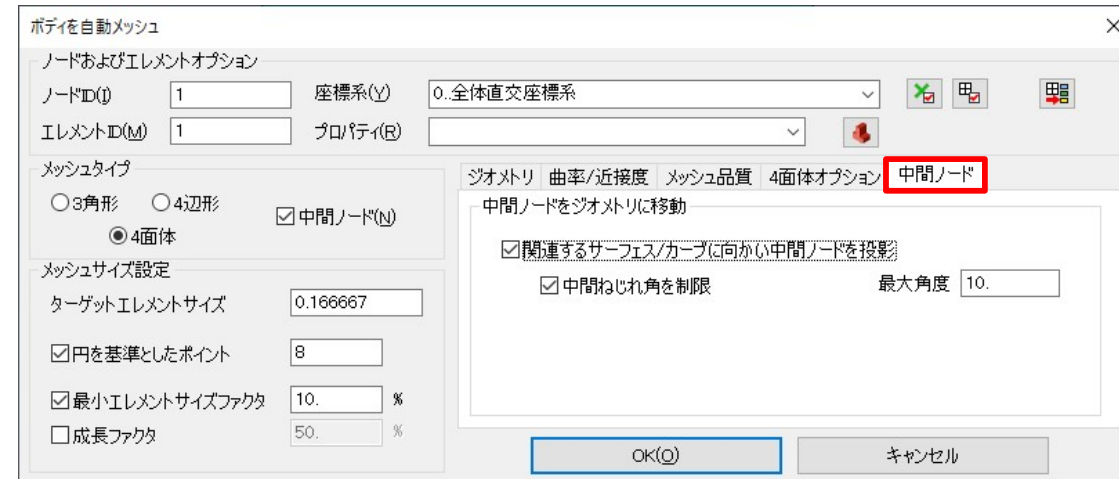 ボディを自動メッシュ
ノードおよびエレメントオプション
ノードID(I) 1 座標系(Y) 0..全体直交座標系
エレメントID(M) 1 プロパティ(R)
メッシュタイプ
3角形 4辺形
4面体
中間ノード(N)
メッシュサイズ設定
ターゲットエレメントサイズ 0.166667
円を基準としたポイント 8
最小エレメントサイズファクタ 10. %
成長ファクタ 50. %
ジオメトリ 曲率/近接度 メッシュ品質 4面体オプション 中間ノード
中間ノードをジオメトリに移動
関連するサーフェス/カーブに向かい中間ノードを投影
中間ねじれ角を制限 最大角度 10.
OK(O) キャンセル